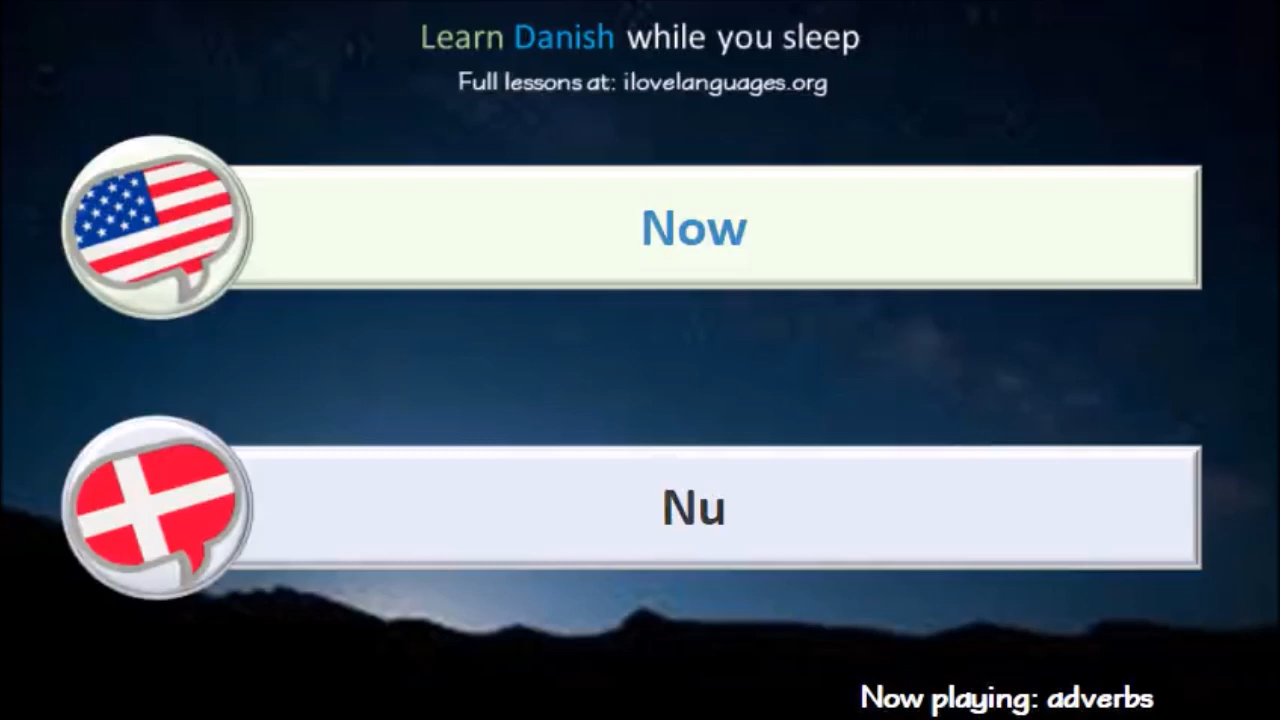 Learn Danish while you sleep
Full lessons at: ilovelanguages.org
Now
Nu
Now playing: adverbs